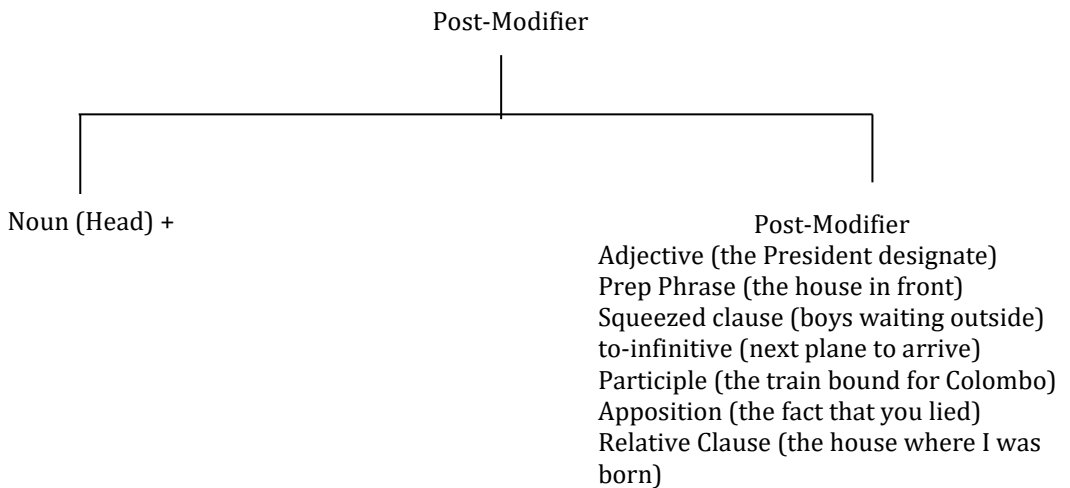 Post-Modifier
Noun (Head) +
Post-Modifier
Adjective (the President designate)
Prep Phrase (the house in front)
Squeezed clause (boys waiting outside)
to-infinitive (next plane to arrive)
Participle (the train bound for Colombo)
Apposition (the fact that you lied)
Relative Clause (the house where I was
born)